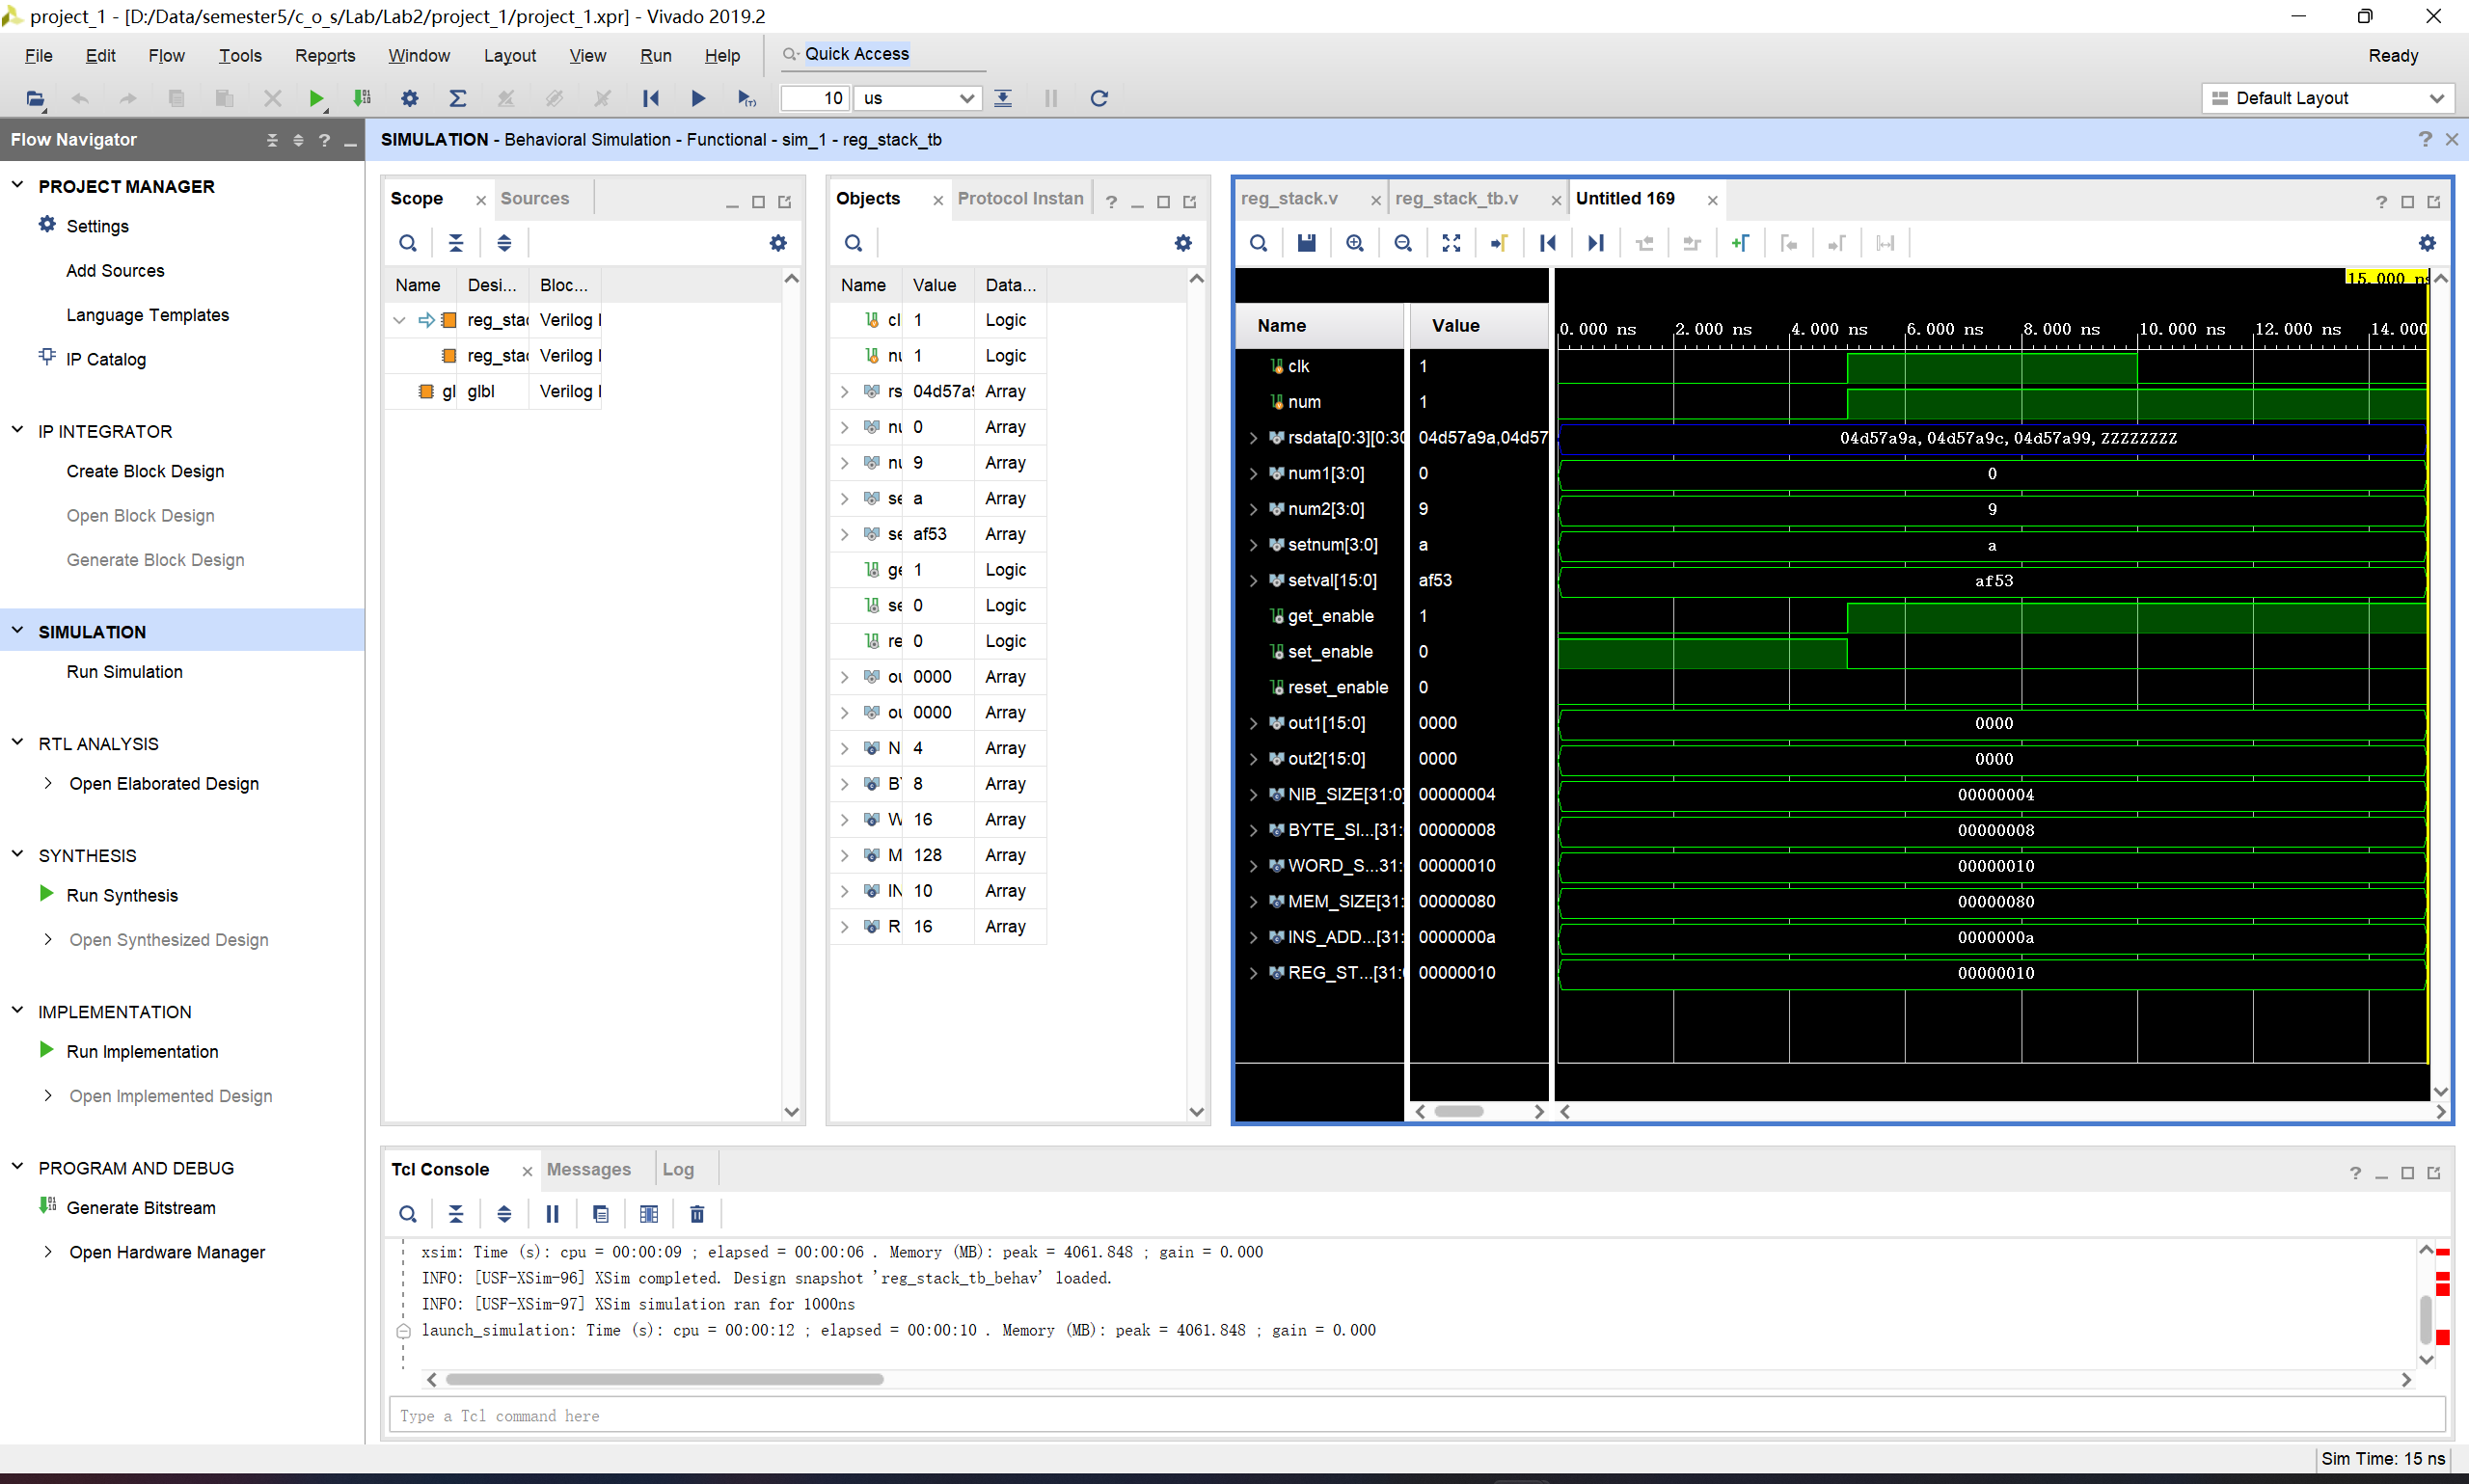 project_1 - [D:/Data/semester5/c_o_s/Lab/Lab2/project_1/project_1.xpr] - Vivado 2019.2
File Edit Flow Tools Reports Window Layout View Run Help Quick Access Ready
10 us Default Layout
Flow Navigator
SIMULATION - Behavioral Simulation - Functional - sim_1 - reg_stack_tb
PROJECT MANAGER
Settings
Add Sources
Language Templates
IP Catalog
IP INTEGRATOR
Create Block Design
Open Block Design
Generate Block Design
SIMULATION
Run Simulation
RTL ANALYSIS
Open Elaborated Design
SYNTHESIS
Run Synthesis
Open Synthesized Design
IMPLEMENTATION
Run Implementation
Open Implemented Design
PROGRAM AND DEBUG
Generate Bitstream
Open Hardware Manager
Scope Sources
Name Desi... Bloc...
reg_sta Verilog
reg_sta Verilog
gl glbl Verilog
Objects Protocol Instan
Name Value Data...
cl 1 Logic
nu 1 Logic
rs 04d57a Array
nu 0 Array
nu 9 Array
se a Array
se af53 Array
ge 1 Logic
se 0 Logic
re 0 Logic
ou 0000 Array
ou 0000 Array
N 4 Array
B 8 Array
W 16 Array
M 128 Array
IN 10 Array
R 16 Array
reg_stack.v reg_stack_tb.v Untitled 169
15.000 ns
Name Value 0.000 ns 2.000 ns 4.000 ns 6.000 ns 8.000 ns 10.000 ns 12.000 ns 14.000
clk 1
num 1
rsdata[0:3][0:30 04d57a9a,04d57 04d57a9a,04d57a9c,04d57a99,ZZZZZZZZ
num1[3:0] 0 0
num2[3:0] 9 9
setnum[3:0] a a
setval[15:0] af53 af53
get_enable 1
set_enable 0
reset_enable 0
out1[15:0] 0000 0000
out2[15:0] 0000 0000
NIB_SIZE[31:0] 00000004 00000004
BYTE_SI...[31: 00000008 00000008
WORD_S...31: 00000010 00000010
MEM_SIZE[31: 00000080 00000080
INS_ADD...[31: 0000000a 0000000a
REG_ST...[31: 00000010 00000010
Tcl Console Messages Log
xsim: Time (s): cpu = 00:00:09 ; elapsed = 00:00:06 . Memory (MB): peak = 4061.848 ; gain = 0.000
INFO: [USF-XSim-96] XSim completed. Design snapshot 'reg_stack_tb_behav' loaded.
INFO: [USF-XSim-97] XSim simulation ran for 1000ns
launch_simulation: Time (s): cpu = 00:00:12 ; elapsed = 00:00:10 . Memory (MB): peak = 4061.848 ; gain = 0.000
Type a Tcl command here
Sim Time: 15 ns